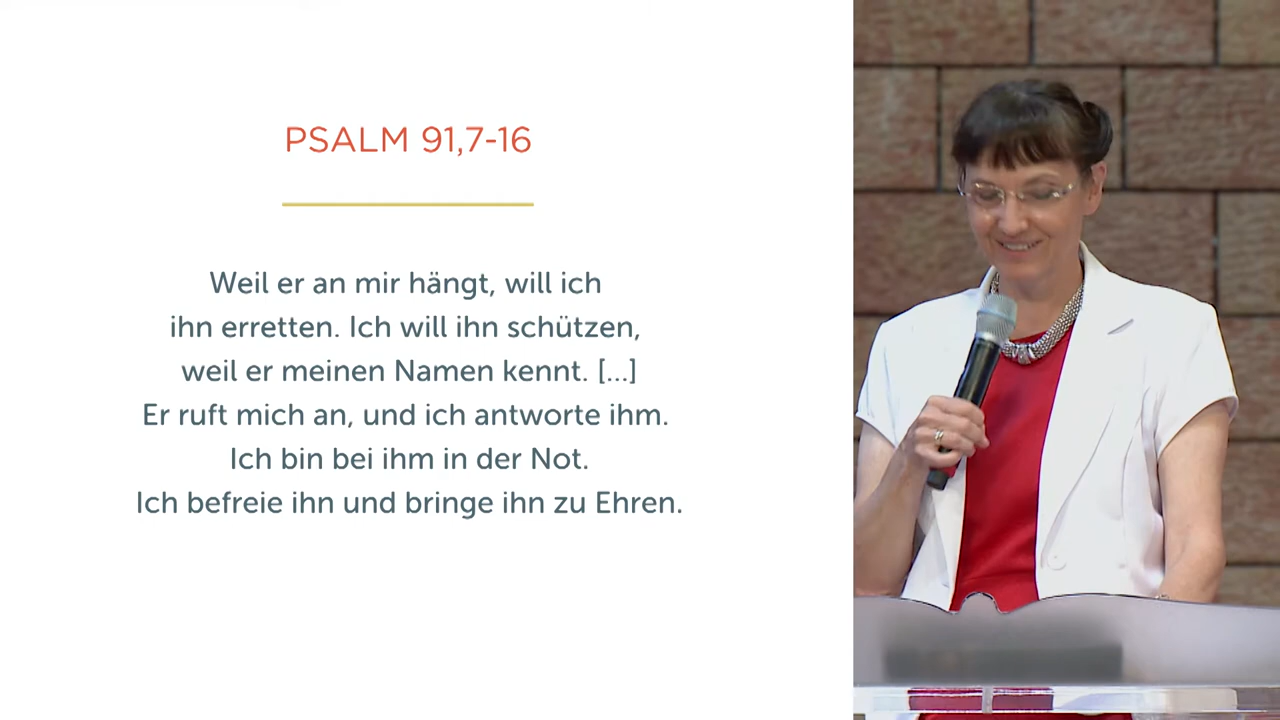 PSALM 91,7-16
Weil er an mir hängt, will ich
ihn erretten. Ich will ihn schützen,
weil er meinen Namen kennt. [...]
Er ruft mich an, und ich antworte ihm.
Ich bin bei ihm in der Not.
Ich befreie ihn und bringe ihn zu Ehren.